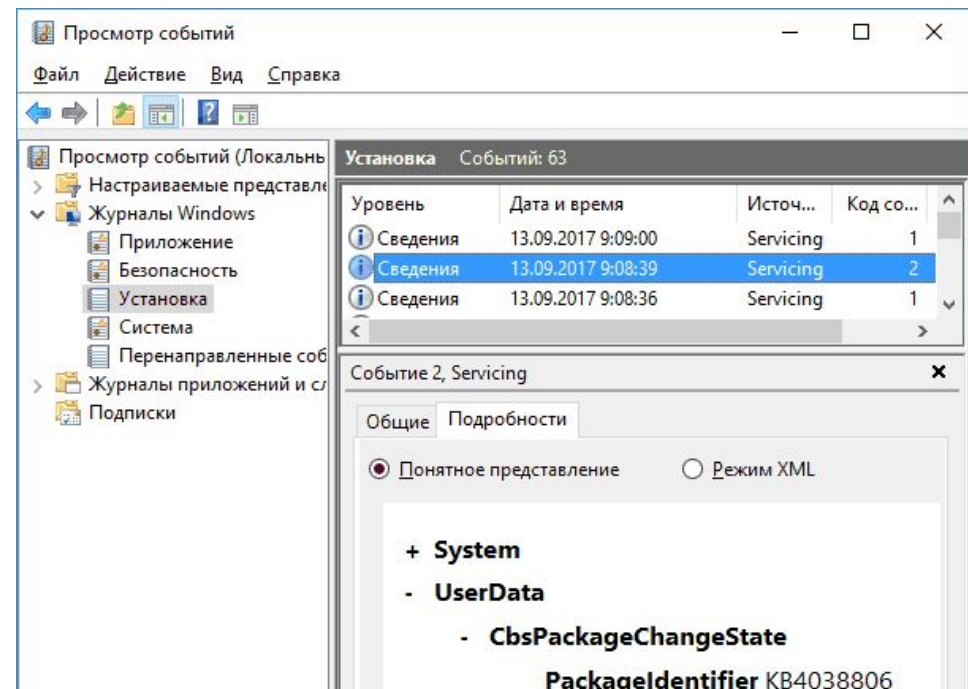 Просмотр событий
Файл Действие Вид Справка
Просмотр событий (Локальны
Настраиваемые представле
Журналы Windows
Приложение
Безопасность
Установка
Система
Перенаправленные соб
Журналы приложений и сл
Подписки
Установка Событий: 63
Уровень Дата и время Источ... Код со...
Сведения 13.09.2017 9:09:00 Servicing 1
Сведения 13.09.2017 9:08:39 Servicing 2
Сведения 13.09.2017 9:08:36 Servicing 1
Событие 2, Servicing
Общие Подробности
Понятное представление Режим XML
+ System
- UserData
- CbsPackageChangeState
PackageIdentifier KB4038806